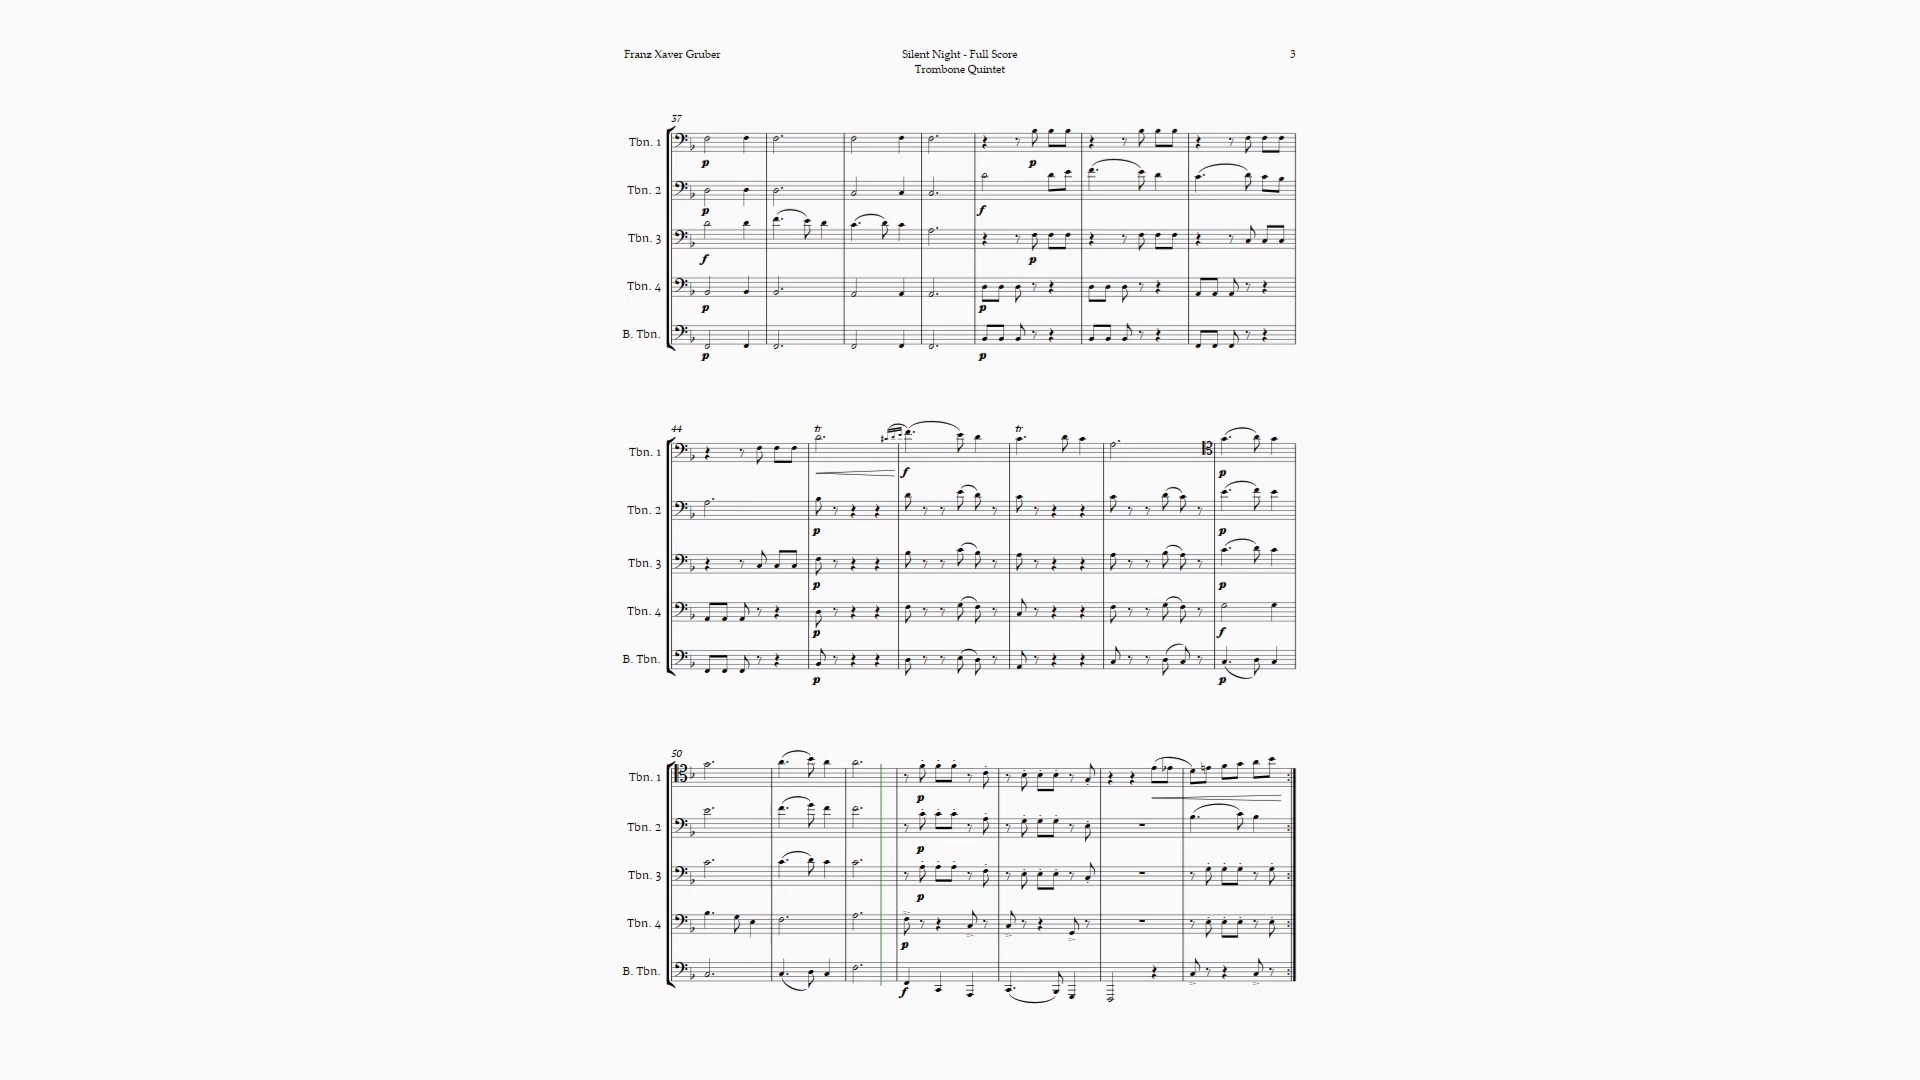 Franz Xaver Gruber
Silent Night - Full Score
3
Trombone Quintet
37
Tbn. 1
p
p
Tbn. 2
p
f
Tbn. 3
f
p
Tbn. 4
p
p
B. Tbn.
p
p
44
tr
tr
Tbn. 1
f
p
Tbn. 2
p
p
Tbn. 3
p
p
Tbn. 4
p
f
B. Tbn.
p
p
50
Tbn. 1
p
Tbn. 2
p
Tbn. 3
p
Tbn. 4
p
B. Tbn.
f